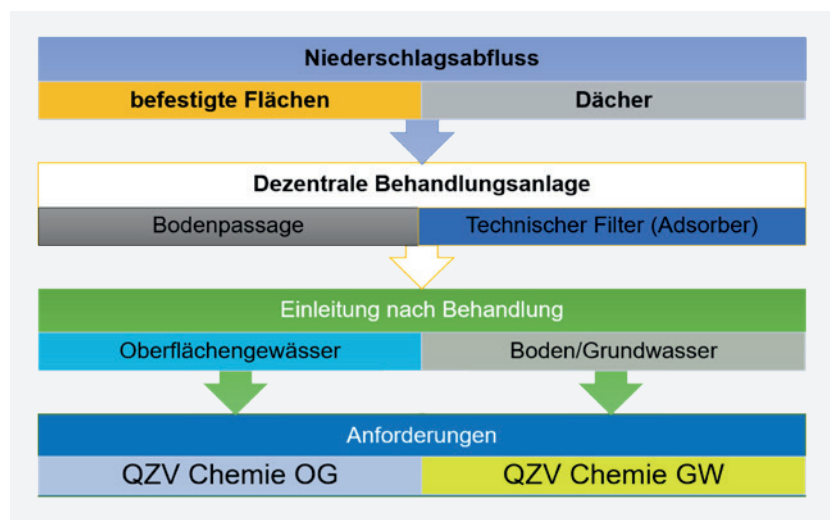 Niederschlagsabfluss
befestigte Flächen Dächer
Dezentrale Behandlungsanlage
Bodenpassage Technischer Filter (Adsorber)
Einleitung nach Behandlung
Oberflächengewässer Boden/Grundwasser
Anforderungen
QZV Chemie OG QZV Chemie GW